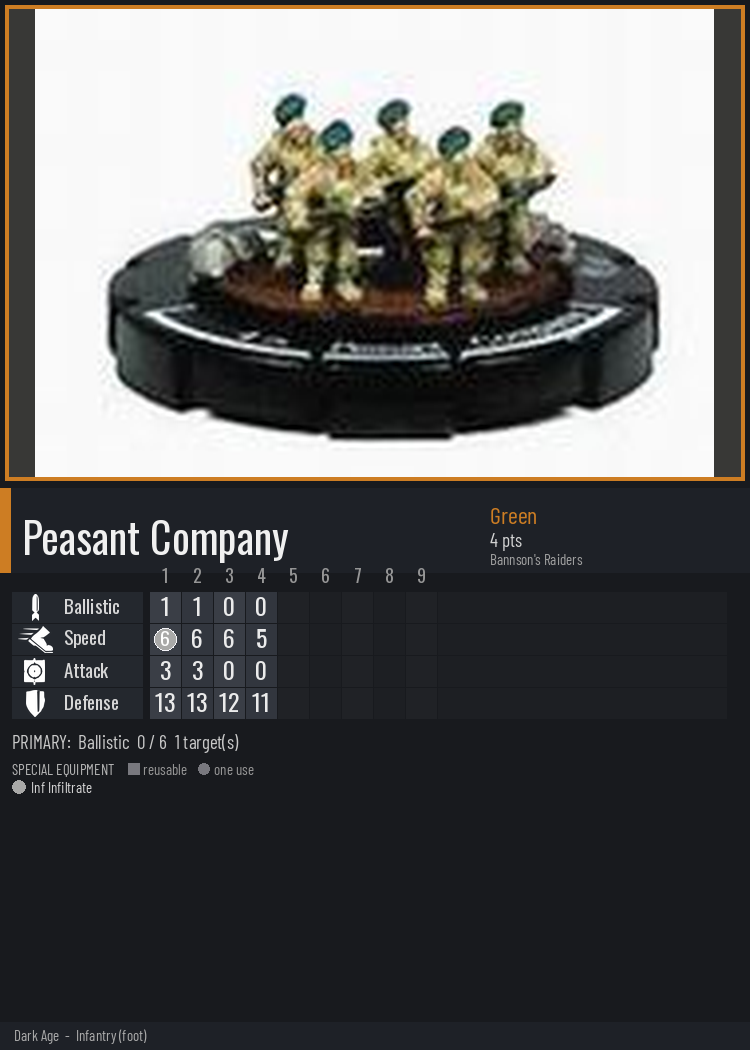 Peasant Company
Green
4 pts
Bannson's Raiders
1 2 3 4 5 6 7 8 9
Ballistic 1 1 0 0
Speed 6 6 6 5
Attack 3 3 0 0
Defense 13 13 12 11
PRIMARY: Ballistic 0 / 6 1 target(s)
SPECIAL EQUIPMENT reusable one use
Inf Infiltrate
Dark Age - Infantry (foot)